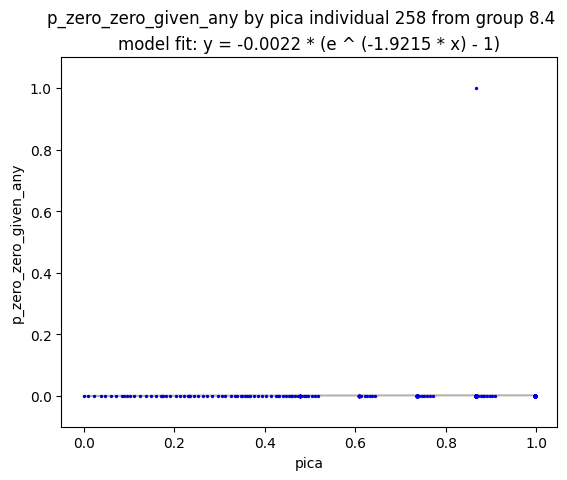 p_zero_zero_given_any by pica individual 258 from group 8.4
model fit: y = -0.0022 * (e ^ (-1.9215 * x) - 1)
p_zero_zero_given_any
1.0
0.8
0.6
0.4
0.2
0.0
0.0 0.2 0.4 0.6 0.8 1.0
pica